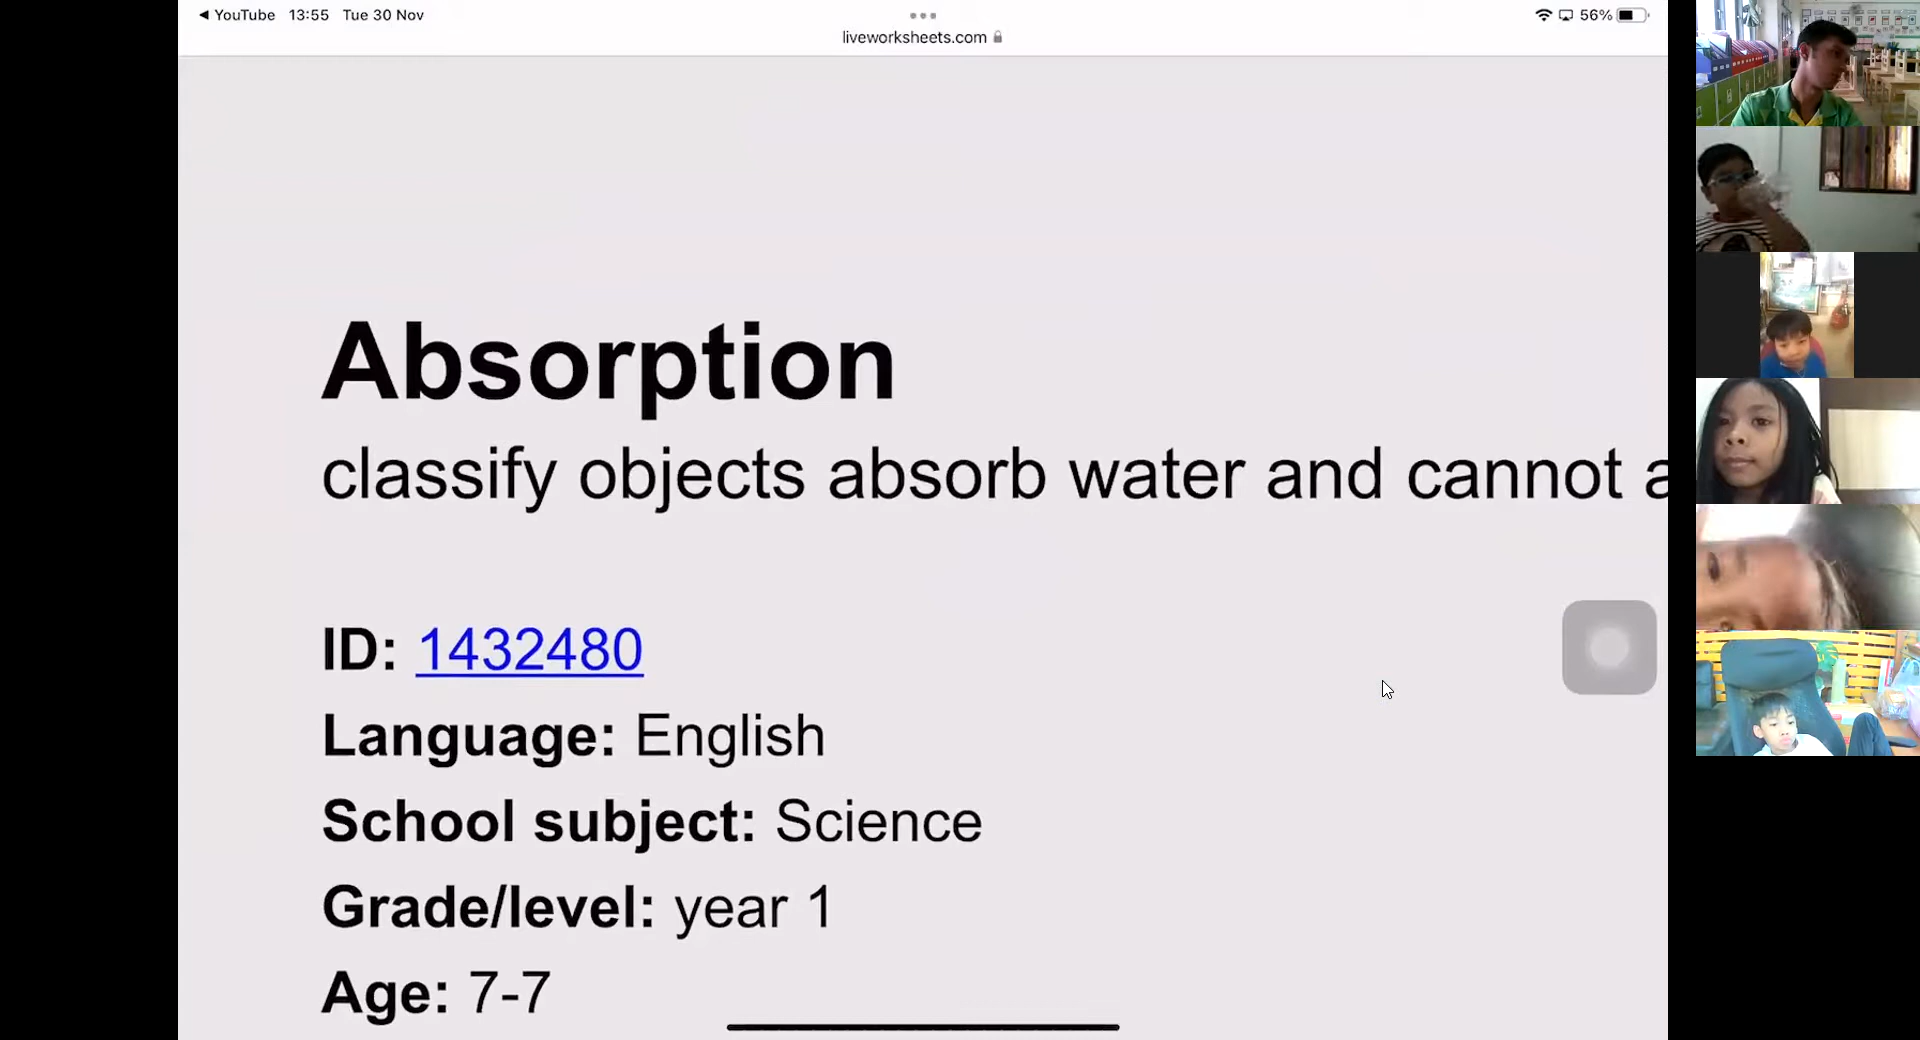 ◀ YouTube 13:55 Tue 30 Nov
56%
liveworksheets.com
Absorption
classify objects absorb water and cannot a
ID: 1432480
Language: English
School subject: Science
Grade/level: year 1
Age: 7-7